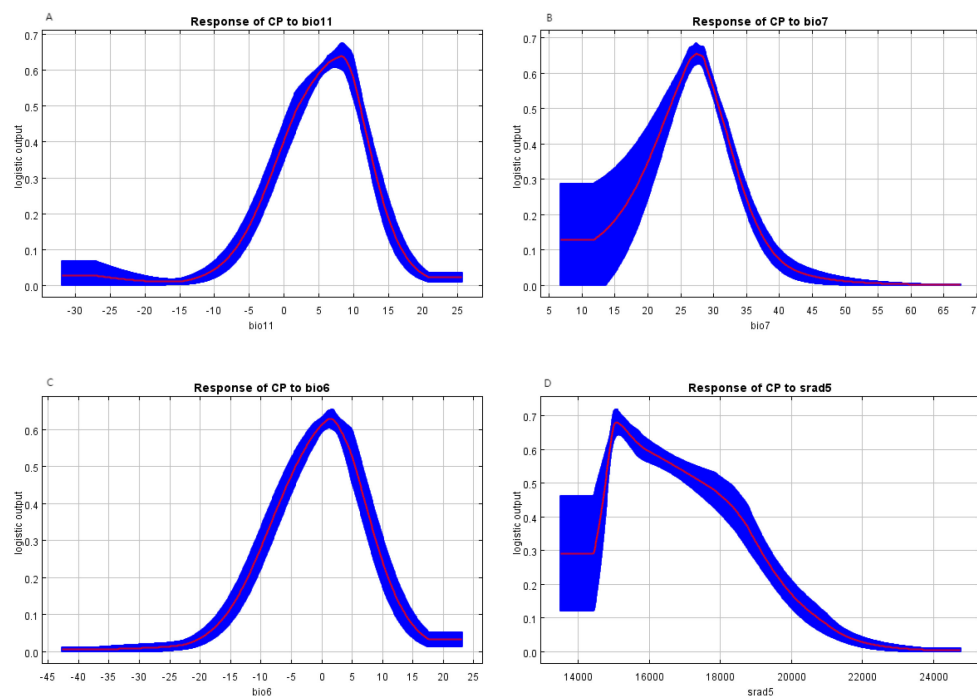 A
Response of CP to bio11
logistic output
0.7
0.6
0.5
0.4
0.3
0.2
0.1
0.0
-30 -25 -20 -15 -10 -5 0 5 10 15 20 25
bio11
B
Response of CP to bio7
logistic output
0.7
0.6
0.5
0.4
0.3
0.2
0.1
0.0
5 10 15 20 25 30 35 40 45 50 55 60 65 7
bio7
C
Response of CP to bio6
logistic output
0.6
0.5
0.4
0.3
0.2
0.1
0.0
-45 -40 -35 -30 -25 -20 -15 -10 -5 0 5 10 15 20 25
bio6
D
Response of CP to srad5
logistic output
0.7
0.6
0.5
0.4
0.3
0.2
0.1
0.0
14000 16000 18000 20000 22000 24000
srad5